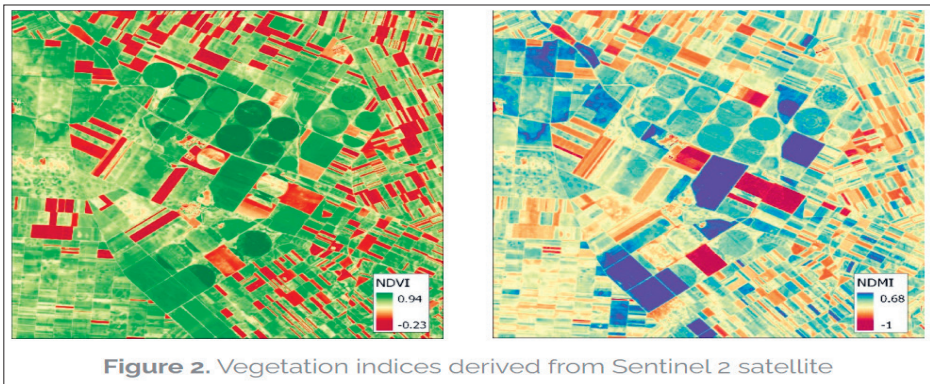 NDVI
0.94
-0.23
NDMI
0.68
-1
Figure 2. Vegetation indices derived from Sentinel 2 satellite